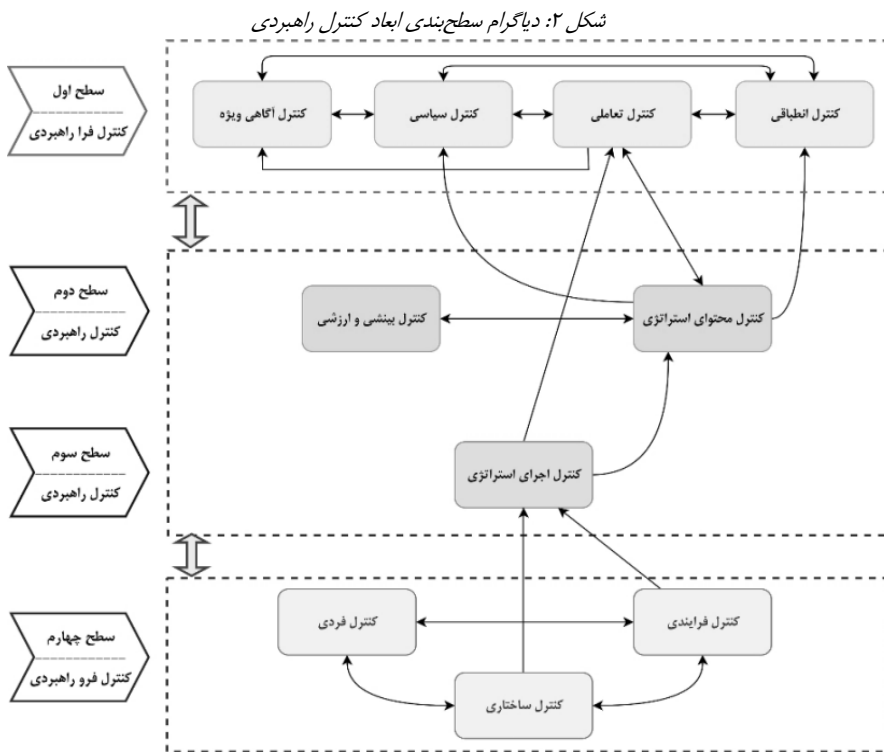 شکل ۲: دیاگرام سطح‌بندی ابعاد کنترل راهبردی
سطح اول
کنترل فرا راهبردی
کنترل انطباقی
کنترل تعاملی
کنترل سیاسی
کنترل آگاهی ویژه
سطح دوم
کنترل راهبردی
کنترل محتوای استراتژی
کنترل بینشی و ارزشی
سطح سوم
کنترل راهبردی
کنترل اجرای استراتژی
سطح چهارم
کنترل فرو راهبردی
کنترل فرایندی
کنترل فردی
کنترل ساختاری